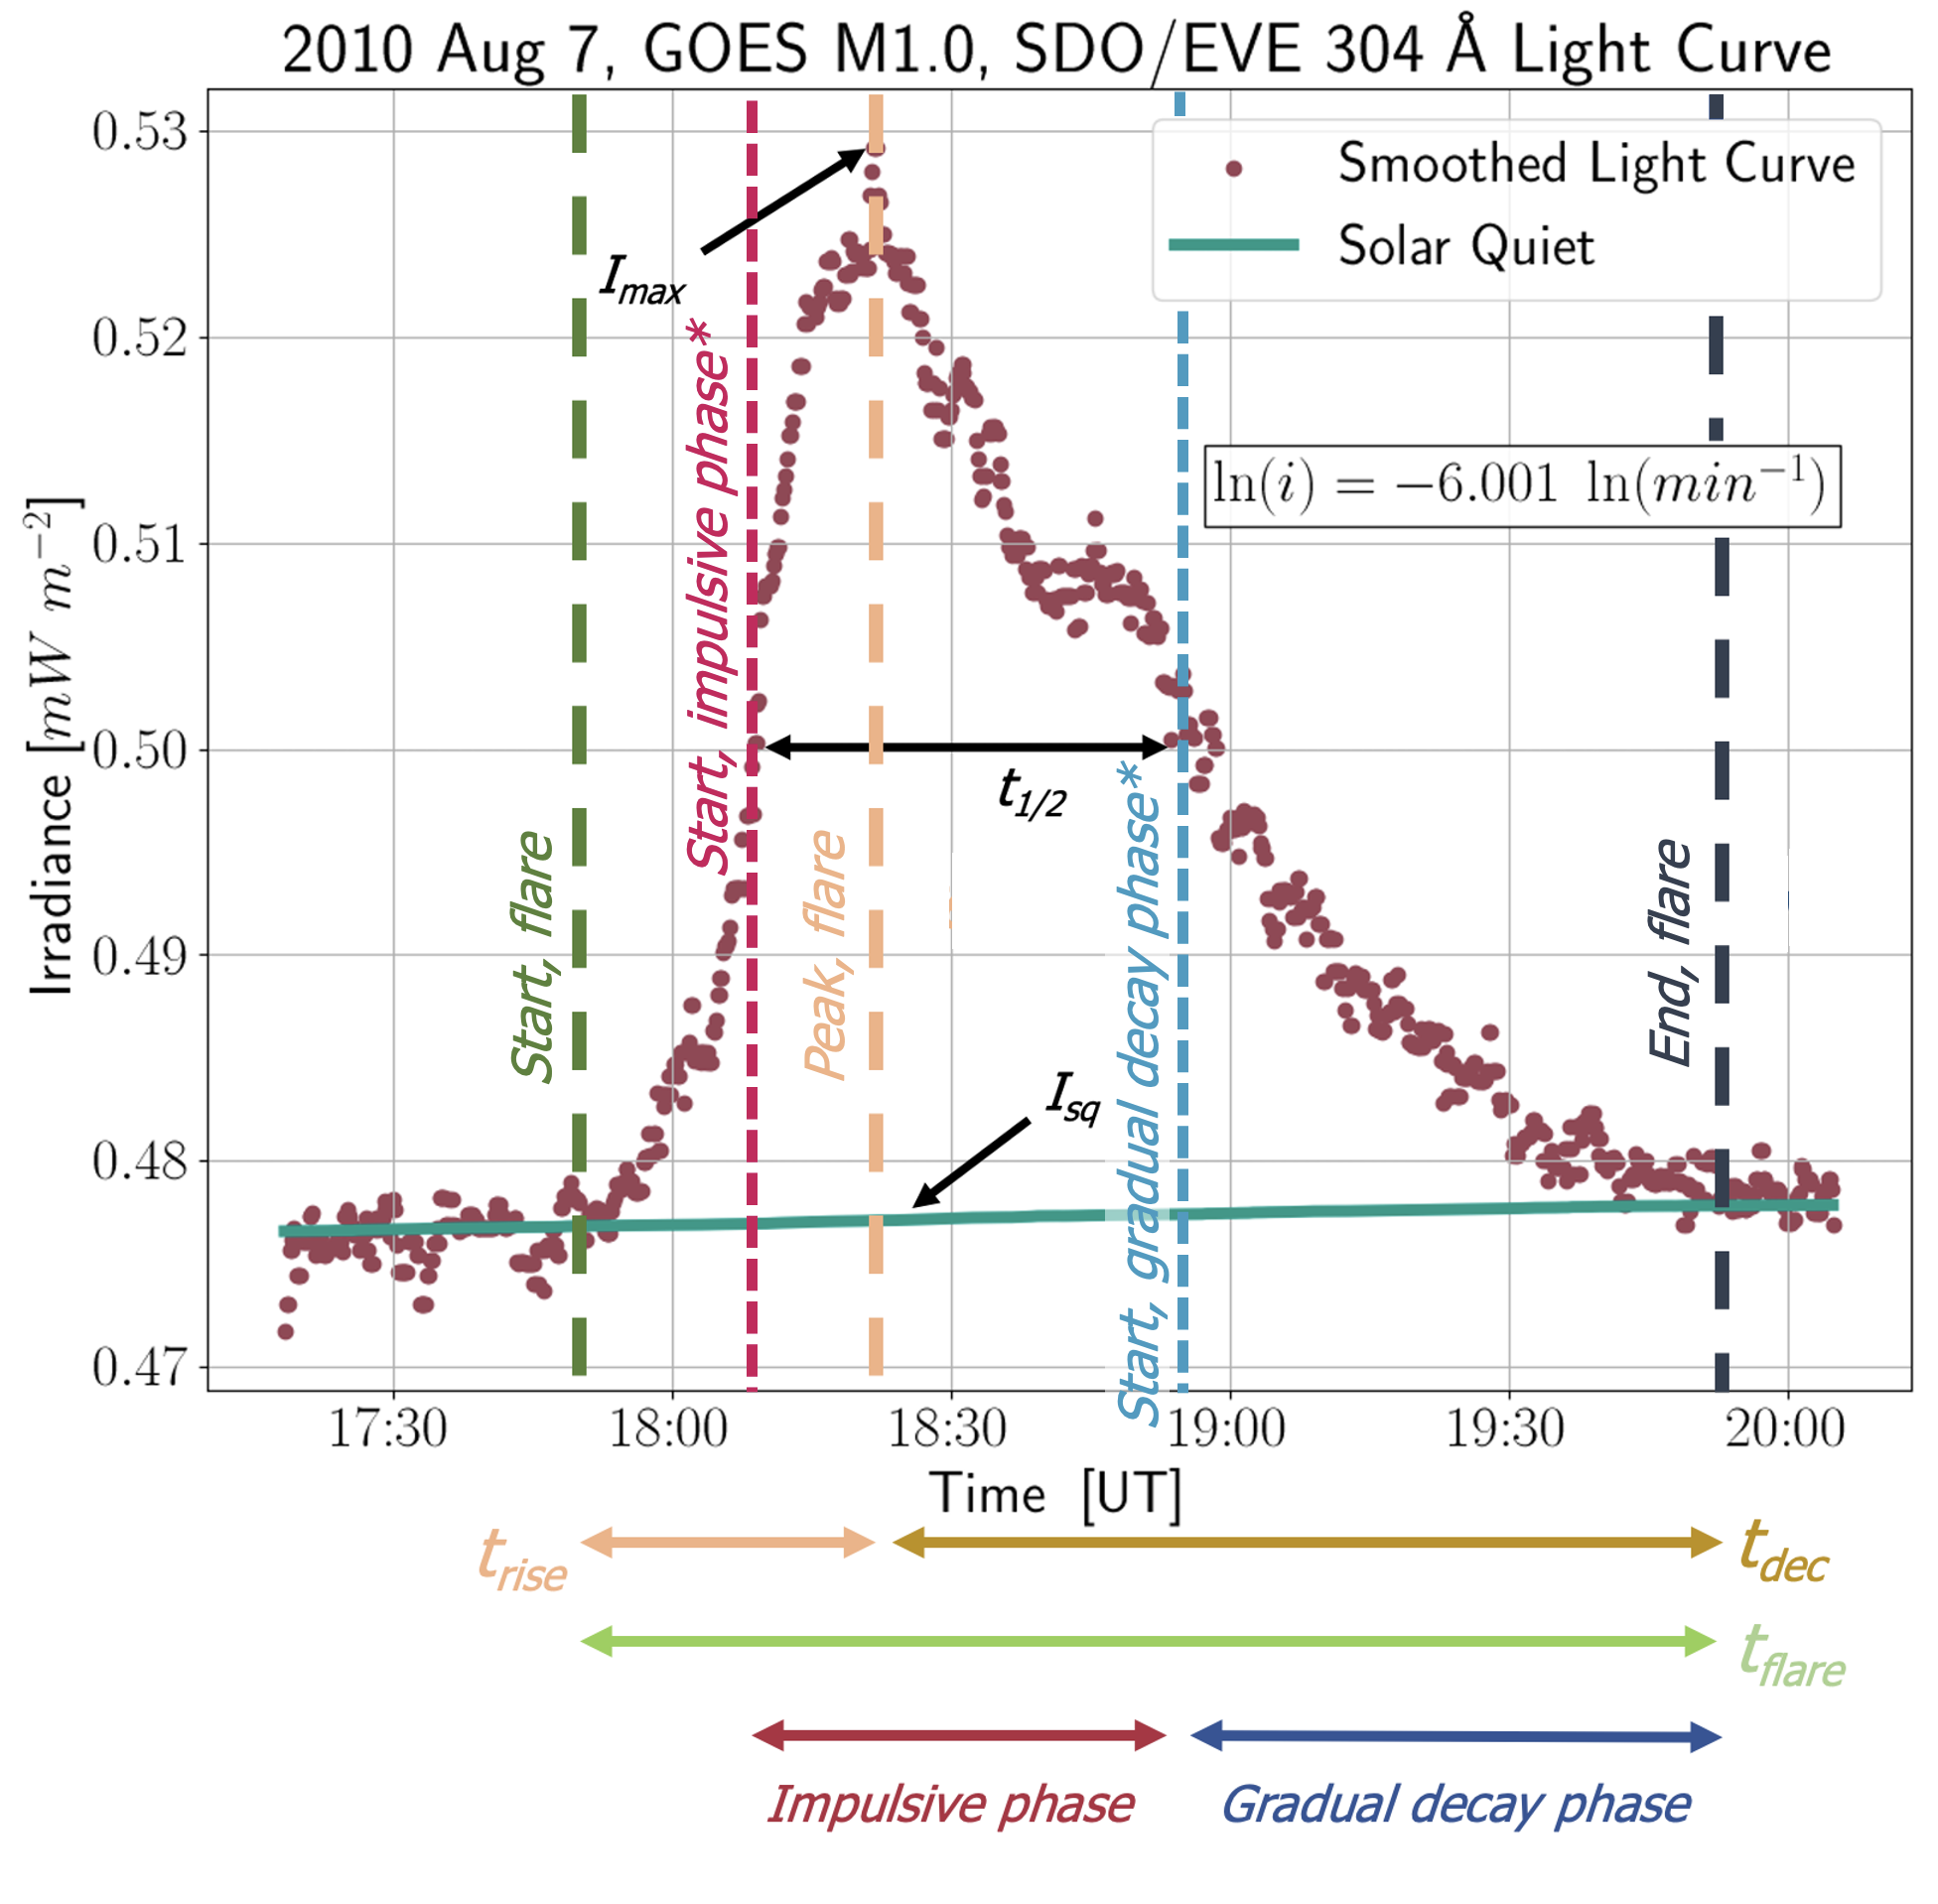 2010 Aug 7, GOES M1.0, SDO/EVE 304 Å Light Curve
Smoothed Light Curve
Solar Quiet
I_max
ln(i) = −6.001 ln(min⁻¹)
Irradiance [mW m⁻²]
0.53
0.52
0.51
0.50
0.49
0.48
0.47
Start, flare
Start, impulsive phase*
Peak, flare
t_1/2
I_sq
Start, gradual decay phase*
End, flare
17:30
18:00
18:30
19:00
19:30
20:00
Time [UT]
t_rise
t_dec
t_flare
Impulsive phase
Gradual decay phase